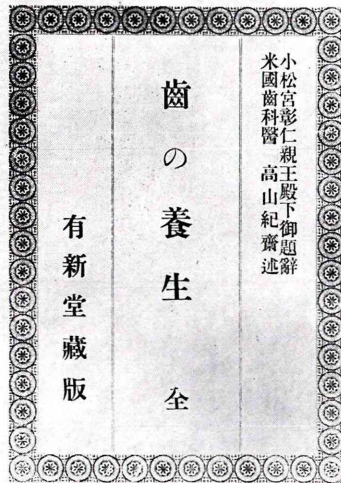 小松宮彰仁親王殿下御題辭
米國齒科醫 高山紀齋述
齒の養生 全
有新堂藏版